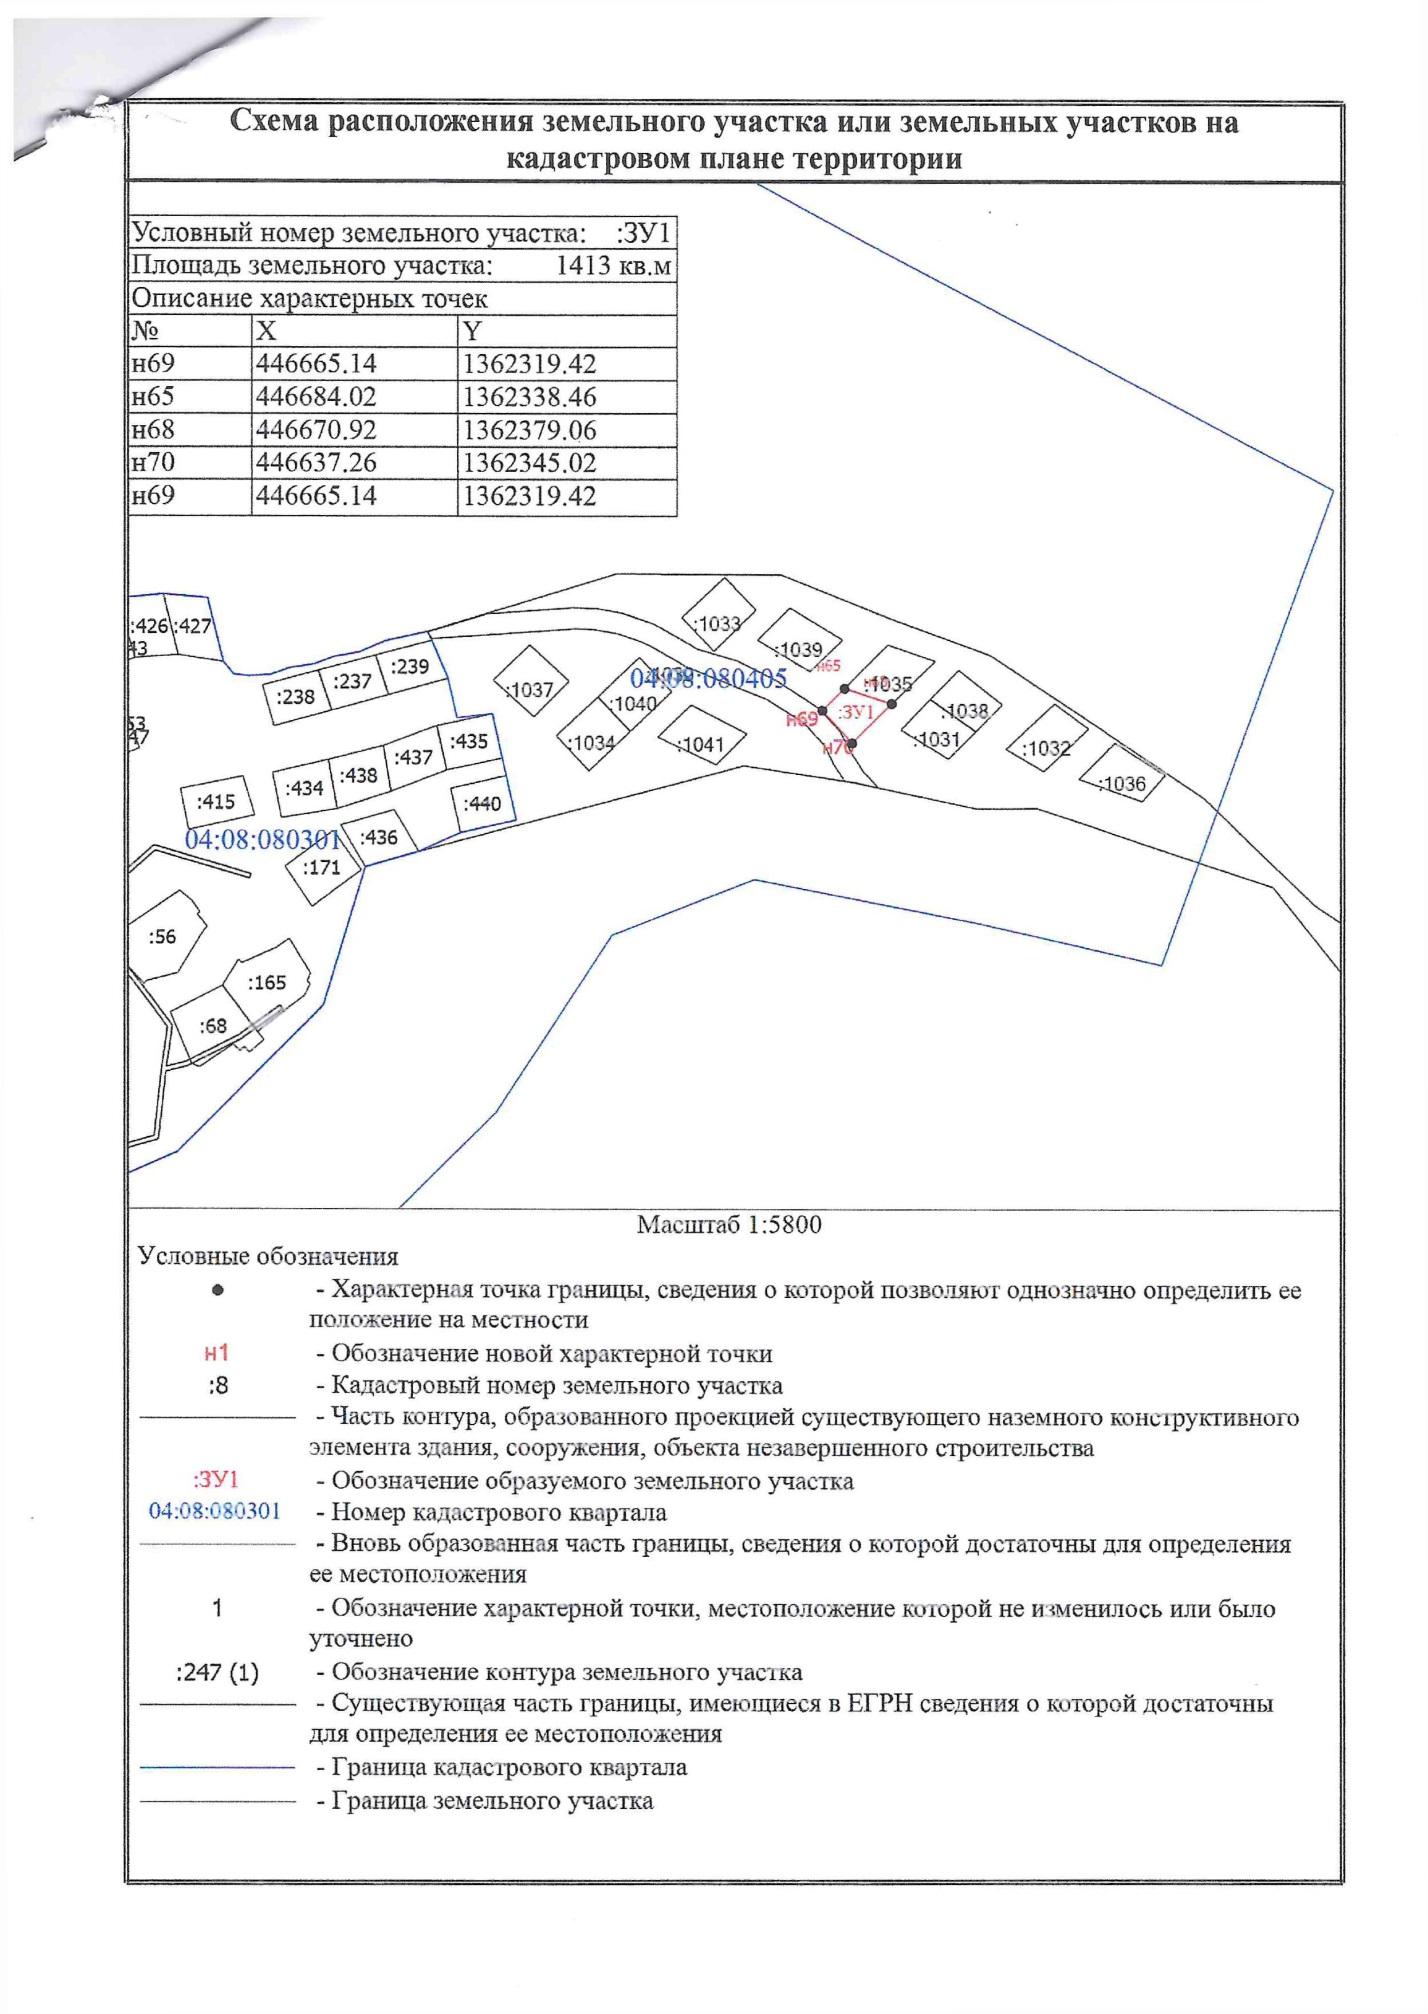 Схема расположения земельного участка или земельных участков на
кадастровом плане территории
Условный номер земельного участка: :ЗУ1
Площадь земельного участка: 1413 кв.м
Описание характерных точек
№ X Y
н69 446665.14 1362319.42
н65 446684.02 1362338.46
н68 446670.92 1362379.06
н70 446637.26 1362345.02
н69 446665.14 1362319.42
:1033
:426 :427
:1039
43
н65
:239
:237
:238
:1037
04:08:080405
:1035
:1040
:1038
н69
:ЗУ1
53
47
:435
:1034
:1041
н70
:1031
:1032
:437
:438
:434
:1036
:415
:440
04:08:080301
:436
:171
:56
:165
:68
Масштаб 1:5800
Условные обозначения
- Характерная точка границы, сведения о которой позволяют однозначно определить ее
положение на местности
н1 - Обозначение новой характерной точки
:8 - Кадастровый номер земельного участка
- Часть контура, образованного проекцией существующего наземного конструктивного
элемента здания, сооружения, объекта незавершенного строительства
:ЗУ1 - Обозначение образуемого земельного участка
04:08:080301 - Номер кадастрового квартала
- Вновь образованная часть границы, сведения о которой достаточны для определения
ее местоположения
1 - Обозначение характерной точки, местоположение которой не изменилось или было
уточнено
:247 (1) - Обозначение контура земельного участка
- Существующая часть границы, имеющиеся в ЕГРН сведения о которой достаточны
для определения ее местоположения
- Граница кадастрового квартала
- Граница земельного участка